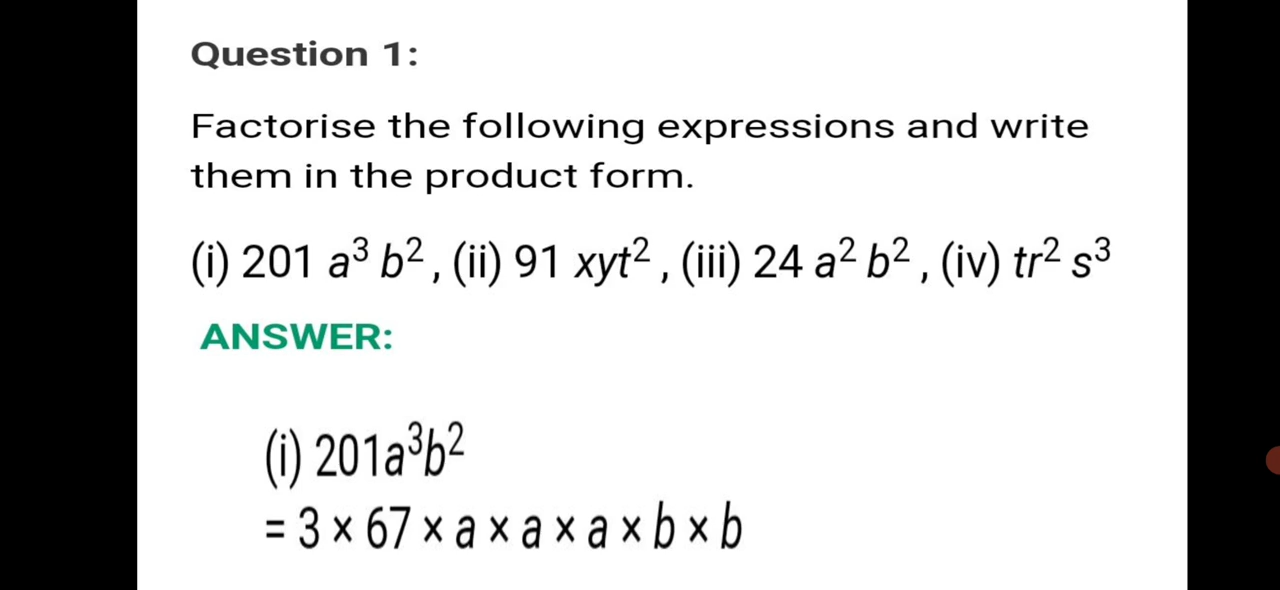 Question 1:
Factorise the following expressions and write
them in the product form.
(i) 201 a³ b² , (ii) 91 xyt² , (iii) 24 a² b² , (iv) tr² s³
ANSWER:
(i) 201a³b²
= 3 × 67 × a × a × a × b × b